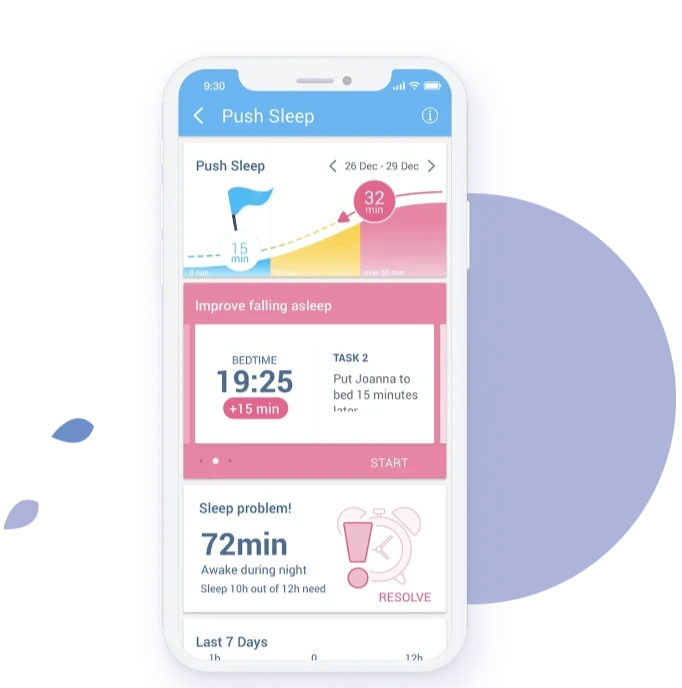 9:30
Push Sleep
Push Sleep
26 Dec - 29 Dec
32
min
15
min
0 min
15 min
over 30 min
Improve falling asleep
BEDTIME
19:25
+15 min
TASK 2
Put Joanna to
bed 15 minutes
later
START
Sleep problem!
72min
Awake during night
Sleep 10h out of 12h need
RESOLVE
Last 7 Days
1h
0
12h